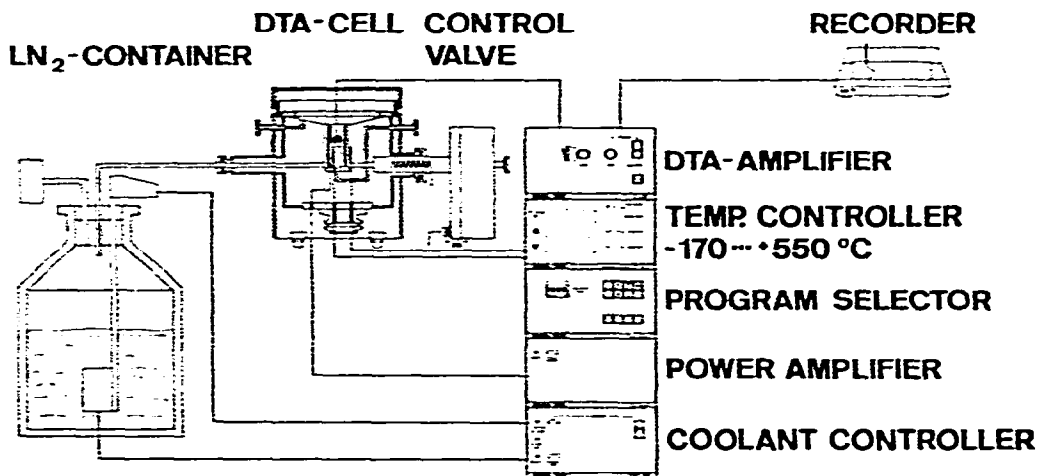 DTA-CELL CONTROL VALVE
RECORDER
LN₂-CONTAINER
DTA-AMPLIFIER
TEMP. CONTROLLER
-170 ··· +550 °C
PROGRAM SELECTOR
POWER AMPLIFIER
COOLANT CONTROLLER